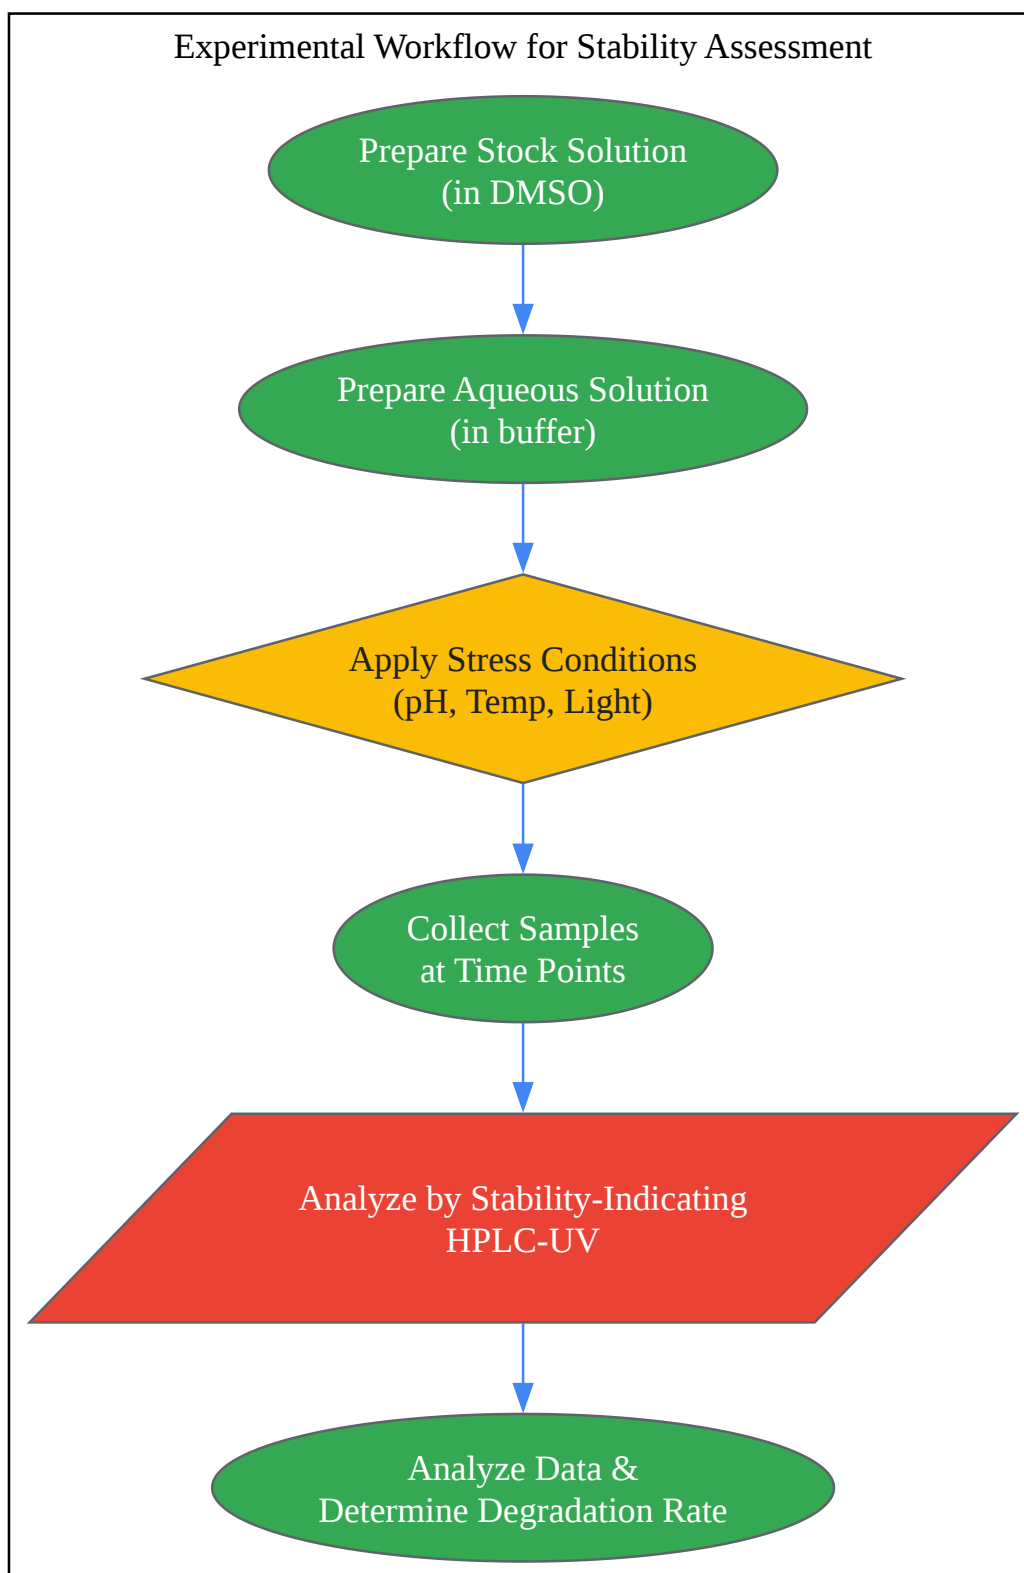 Experimental Workflow for Stability Assessment
Prepare Stock Solution
(in DMSO)
Prepare Aqueous Solution
(in buffer)
Apply Stress Conditions
(pH, Temp, Light)
Collect Samples
at Time Points
Analyze by Stability-Indicating
HPLC-UV
Analyze Data &
Determine Degradation Rate